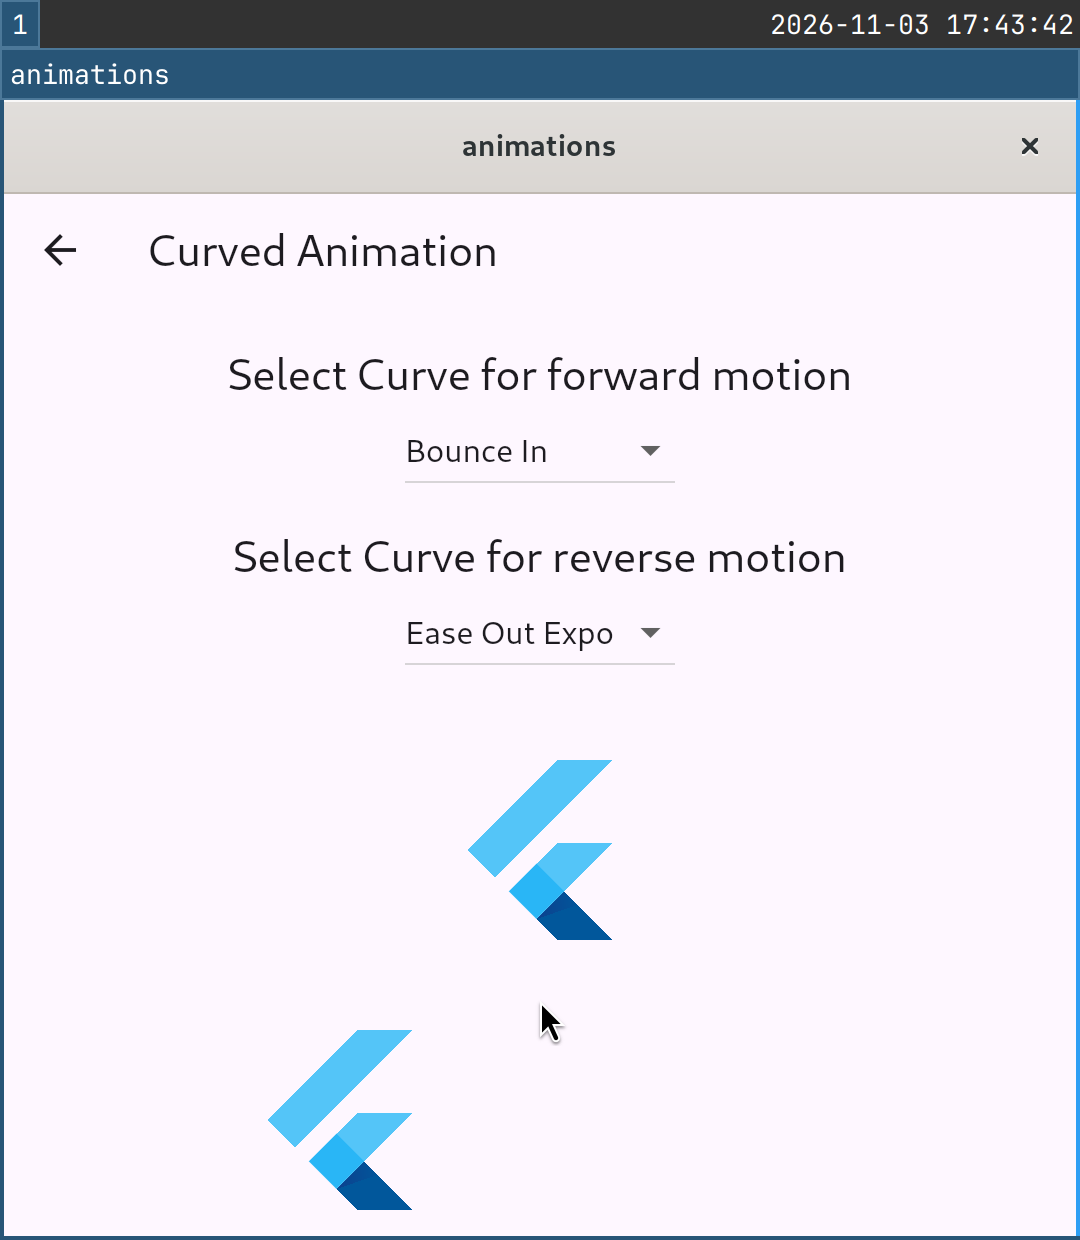 1
2026-11-03 17:43:42
animations
animations
Curved Animation
Select Curve for forward motion
Bounce In
Select Curve for reverse motion
Ease Out Expo